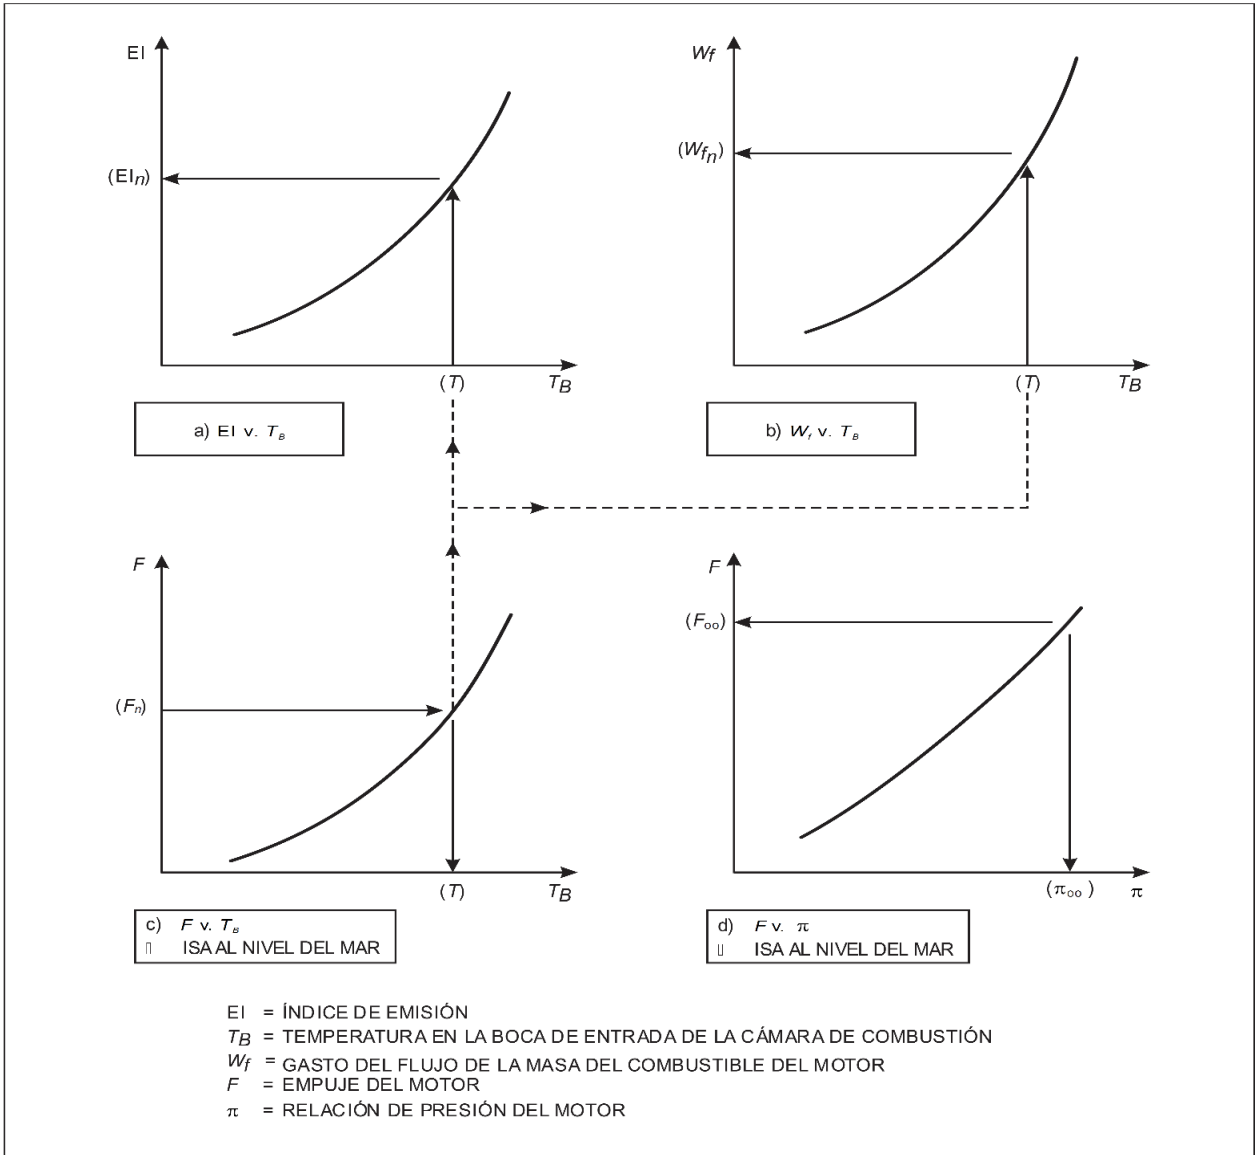 EI
(EIn)
(T)
TB
a) EI v. TB
Wf
(Wfn)
(T)
TB
b) Wf v. TB
F
(Fn)
(T)
TB
c) F v. TB
ISA AL NIVEL DEL MAR
F
(Foo)
(πoo)
π
d) F v. π
ISA AL NIVEL DEL MAR
EI = ÍNDICE DE EMISIÓN
TB = TEMPERATURA EN LA BOCA DE ENTRADA DE LA CÁMARA DE COMBUSTIÓN
Wf = GASTO DEL FLUJO DE LA MASA DEL COMBUSTIBLE DEL MOTOR
F = EMPUJE DEL MOTOR
π = RELACIÓN DE PRESIÓN DEL MOTOR